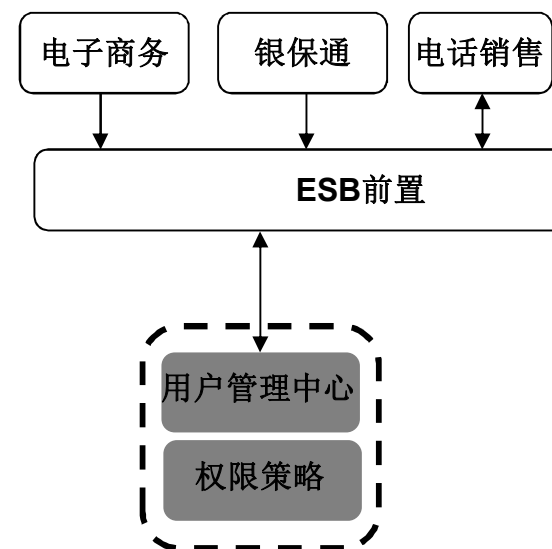 电子商务
银保通
电话销售
ESB前置
用户管理中心
权限策略